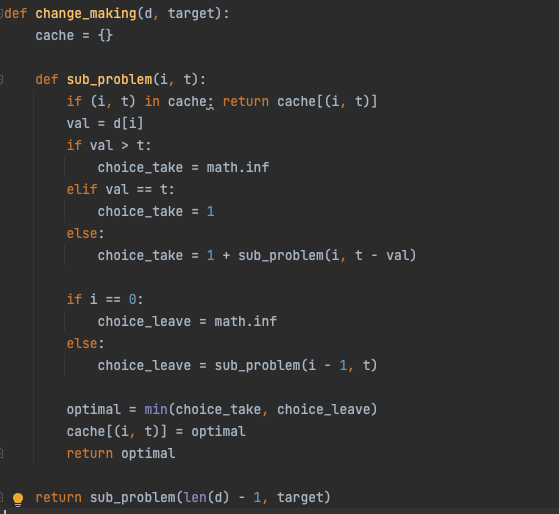 def change_making(d, target):
    cache = {}

    def sub_problem(i, t):
        if (i, t) in cache: return cache[(i, t)]
        val = d[i]
        if val > t:
            choice_take = math.inf
        elif val == t:
            choice_take = 1
        else:
            choice_take = 1 + sub_problem(i, t - val)

        if i == 0:
            choice_leave = math.inf
        else:
            choice_leave = sub_problem(i - 1, t)

        optimal = min(choice_take, choice_leave)
        cache[(i, t)] = optimal
        return optimal

    return sub_problem(len(d) - 1, target)